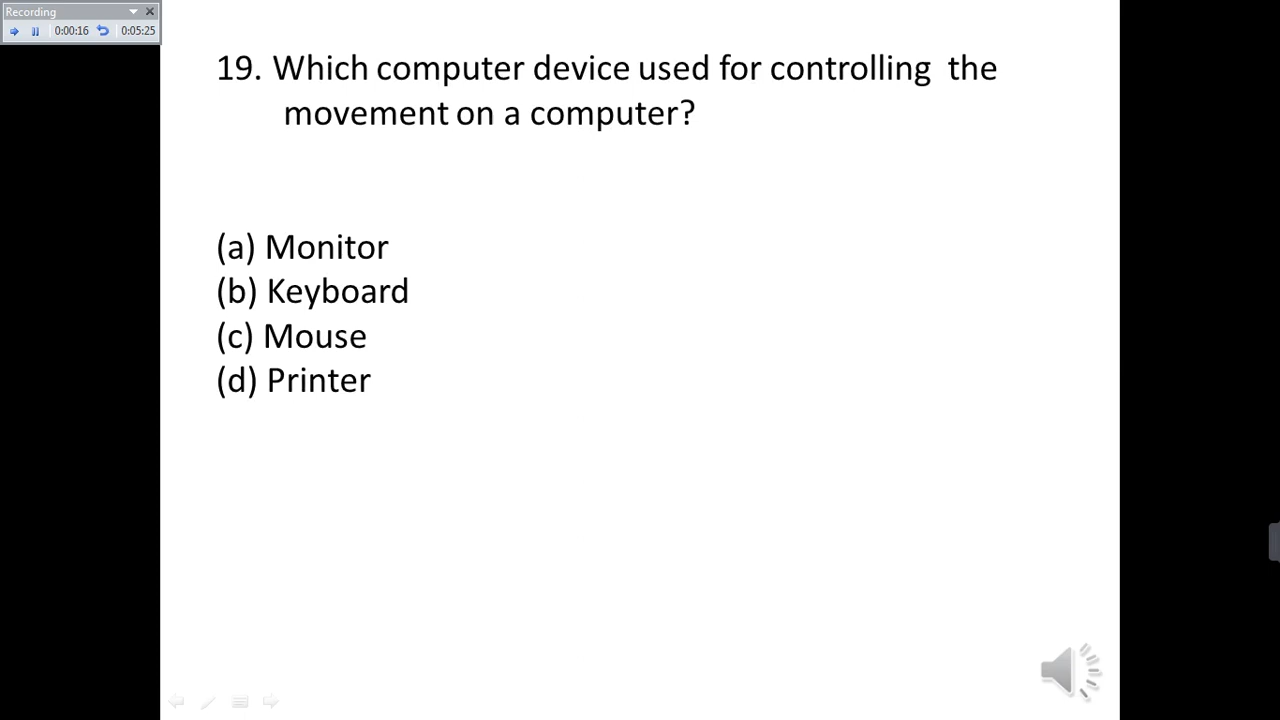 Recording
0:00:16 0:05:25
19. Which computer device used for controlling  the
movement on a computer?
(a) Monitor
(b) Keyboard
(c) Mouse
(d) Printer